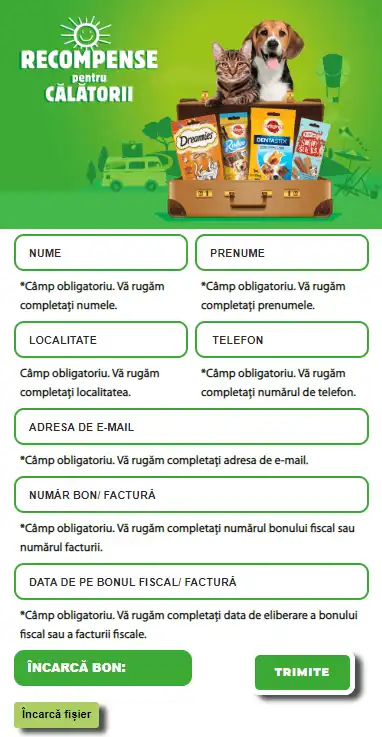 RECOMPENSE
pentru
CĂLĂTORII
Dreamies
Pedigree
Rodeo
Pedigree
DENTASTIX
NUME
PRENUME
*Câmp obligatoriu. Vă rugăm
completați numele.
*Câmp obligatoriu. Vă rugăm
completați prenumele.
LOCALITATE
TELEFON
Câmp obligatoriu. Vă rugăm
completați localitatea.
*Câmp obligatoriu. Vă rugăm
completați numărul de telefon.
ADRESA DE E-MAIL
*Câmp obligatoriu. Vă rugăm completați adresa de e-mail.
NUMĂR BON/ FACTURĂ
*Câmp obligatoriu. Vă rugăm completați numărul bonului fiscal sau
numărul facturii.
DATA DE PE BONUL FISCAL/ FACTURĂ
*Câmp obligatoriu. Vă rugăm completați data de eliberare a bonului
fiscal sau a facturii fiscale.
ÎNCARCĂ BON:
TRIMITE
Încarcă fișier